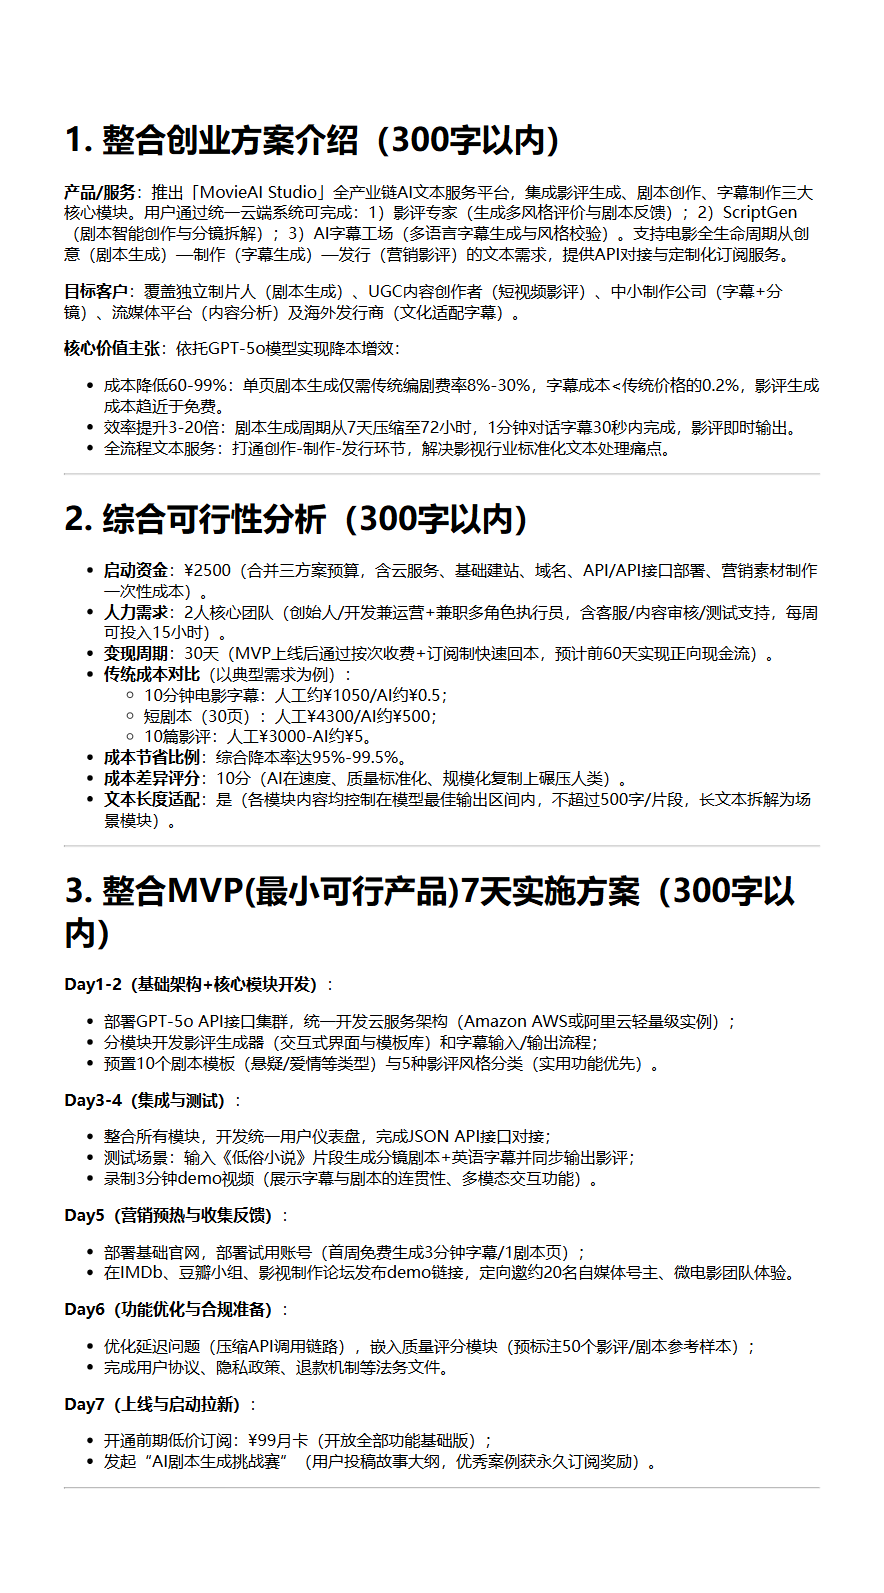 1. 整合创业方案介绍（300字以内）
产品/服务：推出「MovieAI Studio」全产业链AI文本服务平台，集成影评生成、剧本创作、字幕制作三大
核心模块。用户通过统一云端系统可完成：1）影评专家（生成多风格评价与剧本反馈）；2）ScriptGen
（剧本智能创作与分镜拆解）；3）AI字幕工场（多语言字幕生成与风格校验）。支持电影全生命周期从创
意（剧本生成）—制作（字幕生成）—发行（营销影评）的文本需求，提供API对接与定制化订阅服务。
目标客户：覆盖独立制片人（剧本生成）、UGC内容创作者（短视频影评）、中小制作公司（字幕+分
镜）、流媒体平台（内容分析）及海外发行商（文化适配字幕）。
核心价值主张：依托GPT-5o模型实现降本增效：
• 成本降低60-99%：单页剧本生成仅需传统编剧费率8%-30%，字幕成本<传统价格的0.2%，影评生成
成本趋近于免费。
• 效率提升3-20倍：剧本生成周期从7天压缩至72小时，1分钟对话字幕30秒内完成，影评即时输出。
• 全流程文本服务：打通创作-制作-发行环节，解决影视行业标准化文本处理痛点。
2. 综合可行性分析（300字以内）
• 启动资金：¥2500（合并三方案预算，含云服务、基础建站、域名、API/API接口部署、营销素材制作
一次性成本）。
• 人力需求：2人核心团队（创始人/开发兼运营+兼职多角色执行员，含客服/内容审核/测试支持，每周
可投入15小时）。
• 变现周期：30天（MVP上线后通过按次收费+订阅制快速回本，预计前60天实现正向现金流）。
• 传统成本对比（以典型需求为例）：
○ 10分钟电影字幕：人工约¥1050/AI约¥0.5；
○ 短剧本（30页）：人工¥4300/AI约¥500；
○ 10篇影评：人工¥3000-AI约¥5。
• 成本节省比例：综合降本率达95%-99.5%。
• 成本差异评分：10分（AI在速度、质量标准化、规模化复制上碾压人类）。
• 文本长度适配：是（各模块内容均控制在模型最佳输出区间内，不超过500字/片段，长文本拆解为场
景模块）。
3. 整合MVP(最小可行产品)7天实施方案（300字以
内）
Day1-2（基础架构+核心模块开发）：
• 部署GPT-5o API接口集群，统一开发云服务架构（Amazon AWS或阿里云轻量级实例）；
• 分模块开发影评生成器（交互式界面与模板库）和字幕输入/输出流程；
• 预置10个剧本模板（悬疑/爱情等类型）与5种影评风格分类（实用功能优先）。
Day3-4（集成与测试）：
• 整合所有模块，开发统一用户仪表盘，完成JSON API接口对接；
• 测试场景：输入《低俗小说》片段生成分镜剧本+英语字幕并同步输出影评；
• 录制3分钟demo视频（展示字幕与剧本的连贯性、多模态交互功能）。
Day5（营销预热与收集反馈）：
• 部署基础官网，部署试用账号（首周免费生成3分钟字幕/1剧本页）；
• 在IMDb、豆瓣小组、影视制作论坛发布demo链接，定向邀约20名自媒体号主、微电影团队体验。
Day6（功能优化与合规准备）：
• 优化延迟问题（压缩API调用链路），嵌入质量评分模块（预标注50个影评/剧本参考样本）；
• 完成用户协议、隐私政策、退款机制等法务文件。
Day7（上线与启动拉新）：
• 开通前期低价订阅：¥99月卡（开放全部功能基础版）；
• 发起“AI剧本生成挑战赛”（用户投稿故事大纲，优秀案例获永久订阅奖励）。